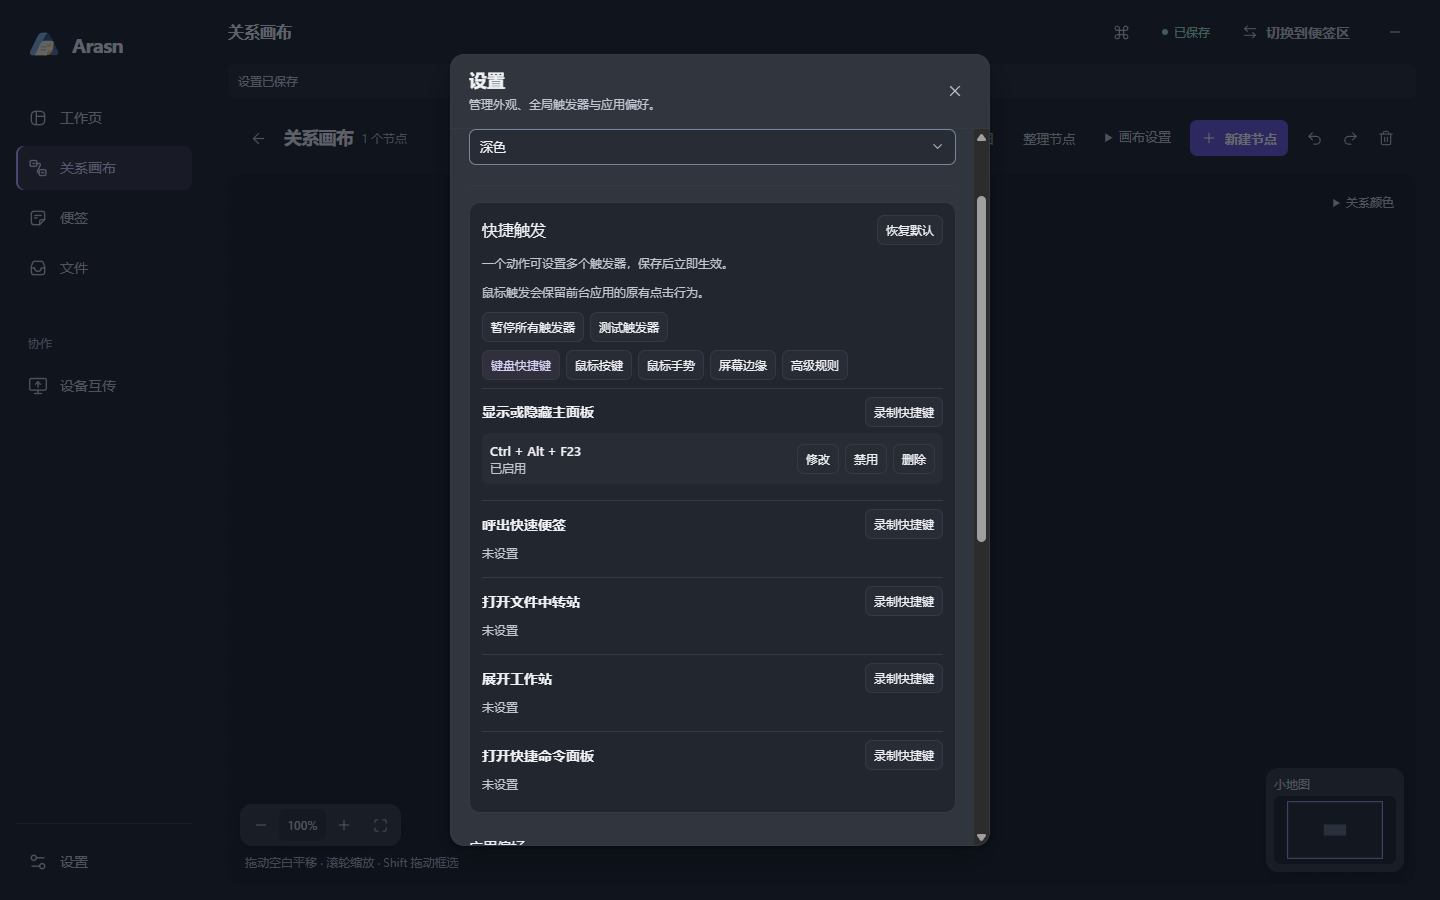 Arasn
工作页
关系画布
便签
文件
协作
设备互传
设置
关系画布
已保存
切换到便签区
设置已保存
关系画布 1 个节点
整理节点
画布设置
新建节点
关系颜色
设置
管理外观、全局触发器与应用偏好。
深色
快捷触发
恢复默认
一个动作可设置多个触发器，保存后立即生效。
鼠标触发会保留前台应用的原有点击行为。
暂停所有触发器 测试触发器
键盘快捷键 鼠标按键 鼠标手势 屏幕边缘 高级规则
显示或隐藏主面板 录制快捷键
Ctrl + Alt + F23
已启用
修改 禁用 删除
呼出快速便签 录制快捷键
未设置
打开文件中转站 录制快捷键
未设置
展开工作站 录制快捷键
未设置
打开快捷命令面板 录制快捷键
未设置
应用偏好
100%
拖动空白平移 · 滚轮缩放 · Shift 拖动框选
小地图